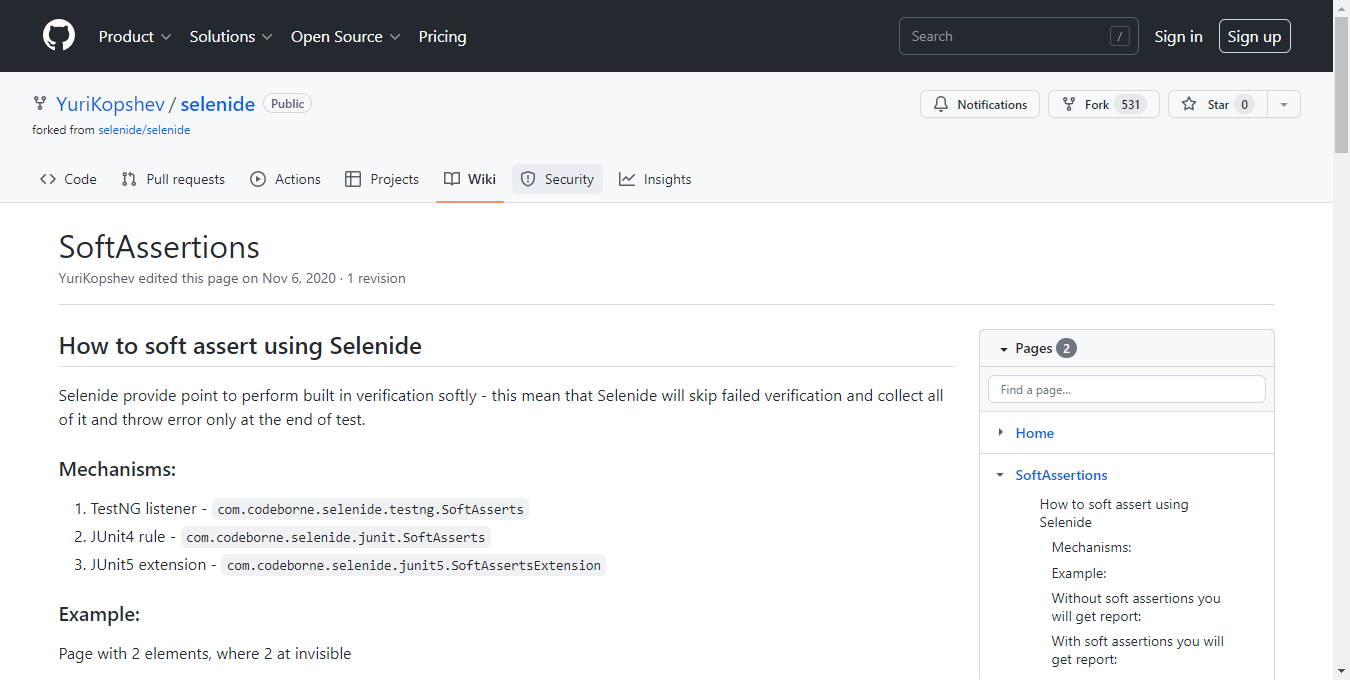 Product Solutions Open Source Pricing Search / Sign in Sign up
YuriKopshev / selenide Public Notifications Fork 531 Star 0
forked from selenide/selenide
Code Pull requests Actions Projects Wiki Security Insights
SoftAssertions
YuriKopshev edited this page on Nov 6, 2020 · 1 revision
How to soft assert using Selenide
Selenide provide point to perform built in verification softly - this mean that Selenide will skip failed verification and collect all
of it and throw error only at the end of test.
Mechanisms:
1. TestNG listener - com.codeborne.selenide.testng.SoftAsserts
2. JUnit4 rule - com.codeborne.selenide.junit.SoftAsserts
3. JUnit5 extension - com.codeborne.selenide.junit5.SoftAssertsExtension
Example:
Page with 2 elements, where 2 at invisible
Pages 2
Find a page...
Home
SoftAssertions
How to soft assert using
Selenide
Mechanisms:
Example:
Without soft assertions you
will get report:
With soft assertions you will
get report: